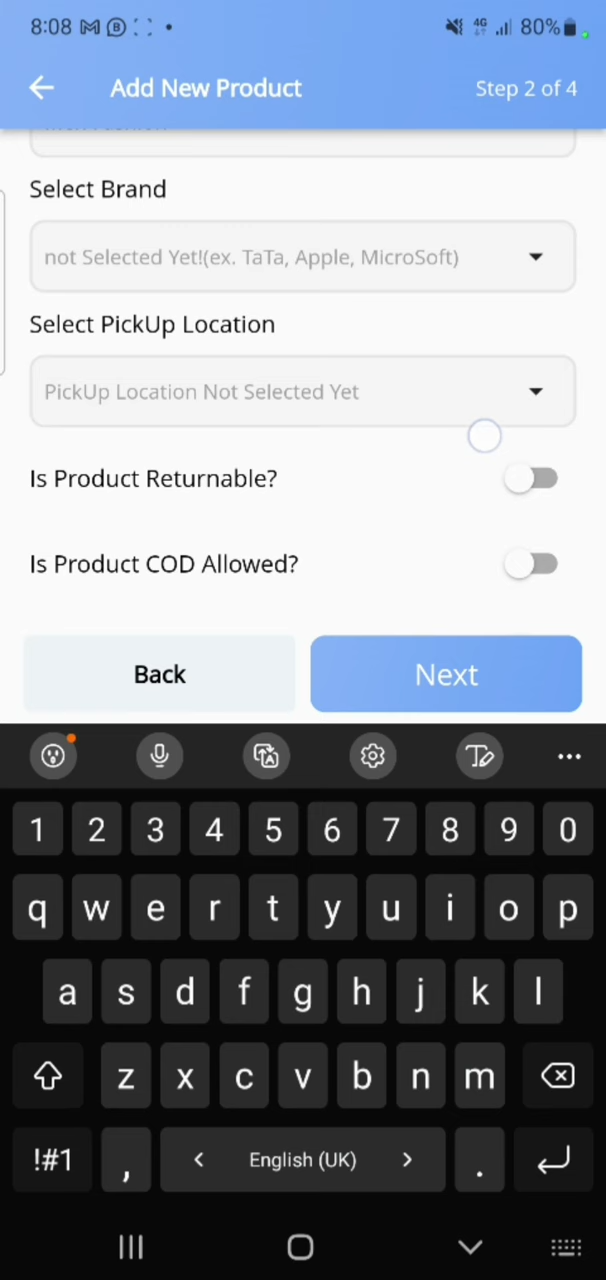 8:08 4G 80%
Add New Product Step 2 of 4
Select Brand
not Selected Yet!(ex. TaTa, Apple, MicroSoft)
Select PickUp Location
PickUp Location Not Selected Yet
Is Product Returnable?
Is Product COD Allowed?
Back Next
1 2 3 4 5 6 7 8 9 0
q w e r t y u i o p
a s d f g h j k l
z x c v b n m
!#1 , < English (UK) > .